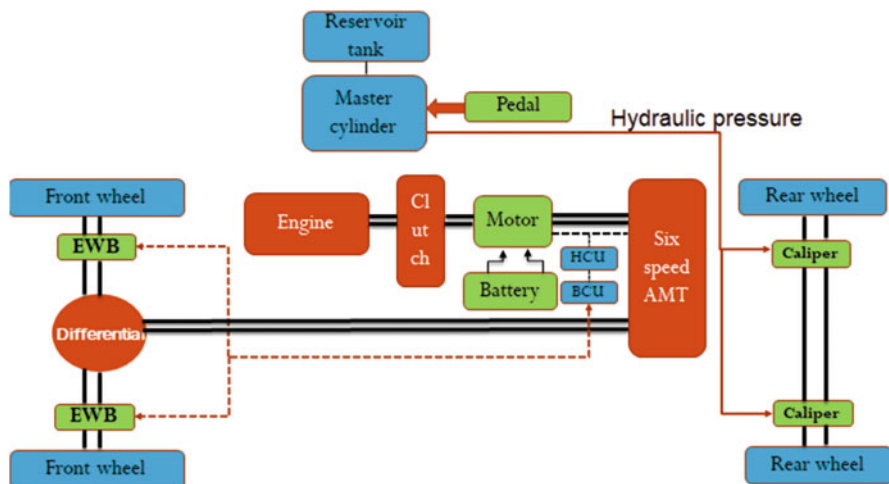 Reservoir
tank
Master
cylinder
Pedal
Hydraulic pressure
Front wheel
EWB
Differential
EWB
Front wheel
Engine
Cl
ut
ch
Motor
HCU
Battery
BCU
Six
speed
AMT
Rear wheel
Caliper
Caliper
Rear wheel